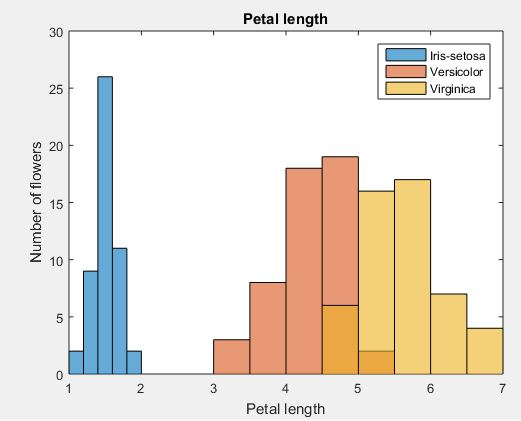 Petal length
Iris-setosa
Versicolor
Virginica
Number of flowers
30
25
20
15
10
5
0
1
2
3
4
5
6
7
Petal length